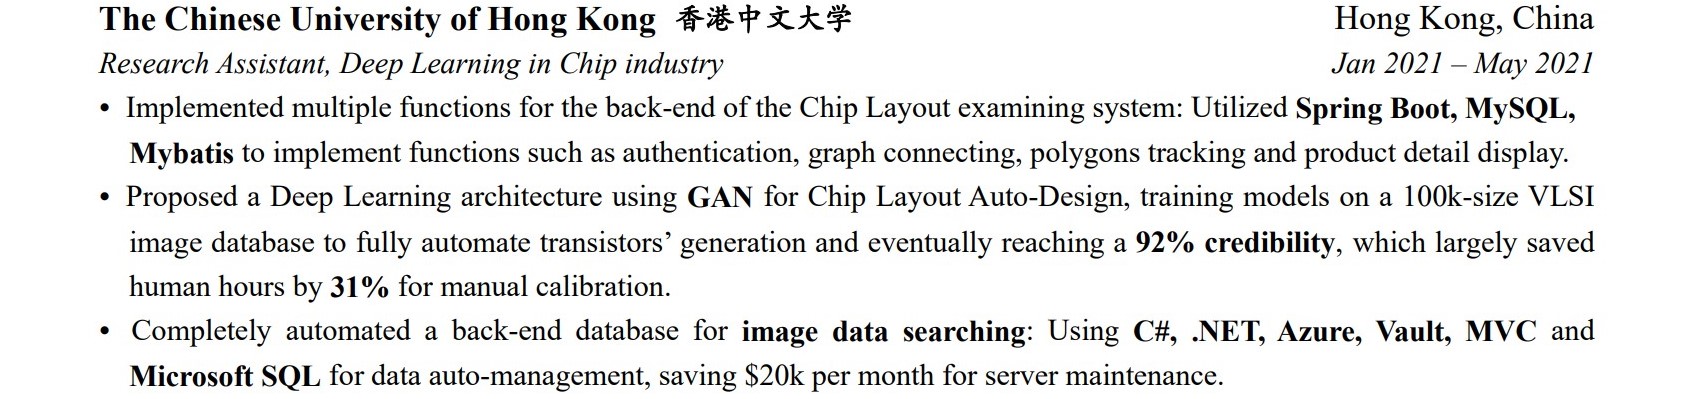 The Chinese University of Hong Kong 香港中文大学 Hong Kong, China
Research Assistant, Deep Learning in Chip industry Jan 2021 – May 2021
• Implemented multiple functions for the back-end of the Chip Layout examining system: Utilized Spring Boot, MySQL,
Mybatis to implement functions such as authentication, graph connecting, polygons tracking and product detail display.
• Proposed a Deep Learning architecture using GAN for Chip Layout Auto-Design, training models on a 100k-size VLSI
image database to fully automate transistors’ generation and eventually reaching a 92% credibility, which largely saved
human hours by 31% for manual calibration.
• Completely automated a back-end database for image data searching: Using C#, .NET, Azure, Vault, MVC and
Microsoft SQL for data auto-management, saving $20k per month for server maintenance.